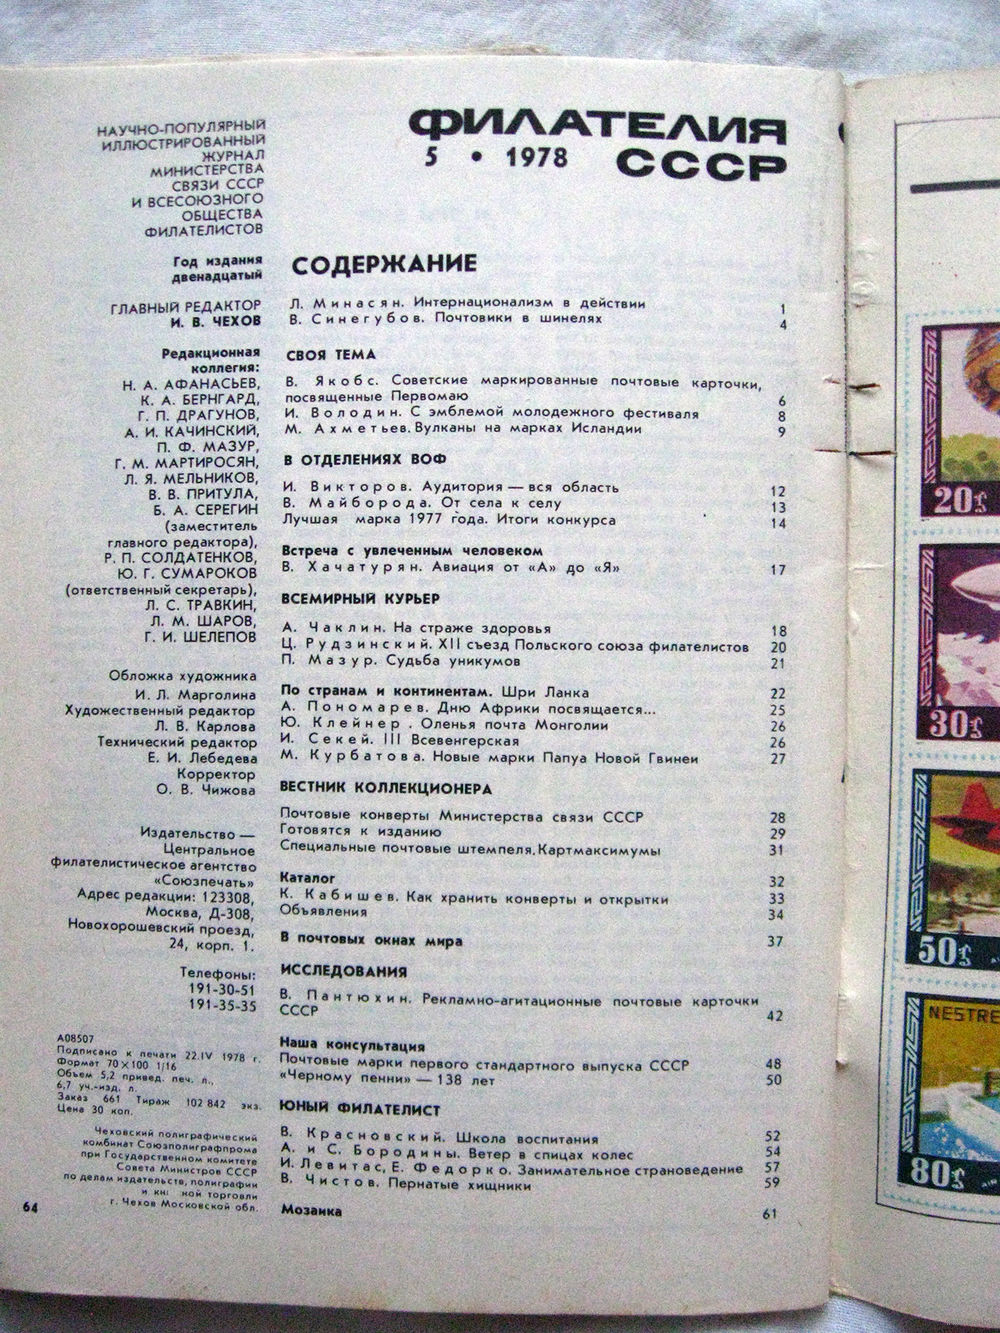 НАУЧНО-ПОПУЛЯРНЫЙ
ИЛЛЮСТРИРОВАННЫЙ
ЖУРНАЛ
МИНИСТЕРСТВА
СВЯЗИ СССР
И ВСЕСОЮЗНОГО
ОБЩЕСТВА
ФИЛАТЕЛИСТОВ
Год издания
двенадцатый
ГЛАВНЫЙ РЕДАКТОР
И. В. ЧЕХОВ
Редакционная
коллегия:
Н. А. АФАНАСЬЕВ,
К. А. БЕРНГАРД,
Г. П. ДРАГУНОВ,
А. И. КАЧИНСКИЙ,
П. Ф. МАЗУР,
Г. М. МАРТИРОСЯН,
Л. Я. МЕЛЬНИКОВ,
В. В. ПРИТУЛА,
Б. А. СЕРЕГИН
(заместитель
главного редактора),
Р. П. СОЛДАТЕНКОВ,
Ю. Г. СУМАРОКОВ
(ответственный секретарь),
Л. С. ТРАВКИН,
Л. М. ШАРОВ,
Г. И. ШЕЛЕПОВ
Обложка художника
И. Л. Марголина
Художественный редактор
Л. В. Карлова
Технический редактор
Е. И. Лебедева
Корректор
О. В. Чижова
Издательство —
Центральное
филателистическое агентство
«Союзпечать»
Адрес редакции: 123308,
Москва, Д-308,
Новохорошевский проезд,
24, корп. 1.
Телефоны:
191-30-51
191-35-35
А08507
Подписано к печати 22.IV 1978 г.
Формат 70×100 1/16
Объем 5,2 привед. печ. л.,
6,7 уч.-изд. л.
Заказ 661 Тираж 102 842 экз.
Цена 30 коп.
Чеховский полиграфический
комбинат Союзполиграфпрома
при Государственном комитете
Совета Министров СССР
по делам издательств, полиграфии
и кни ной торговли
г. Чехов Московской обл.
64
ФИЛАТЕЛИЯ
5 • 1978 СССР
СОДЕРЖАНИЕ
Л. Минасян. Интернационализм в действии 1
В. Синегубов. Почтовики в шинелях 4
СВОЯ ТЕМА
В. Якобс. Советские маркированные почтовые карточки,
посвященные Первомаю 6
И. Володин. С эмблемой молодежного фестиваля 8
М. Ахметьев. Вулканы на марках Исландии 9
В ОТДЕЛЕНИЯХ ВОФ
И. Викторов. Аудитория — вся область 12
В. Майборода. От села к селу 13
Лучшая марка 1977 года. Итоги конкурса 14
Встреча с увлеченным человеком
В. Хачатурян. Авиация от «А» до «Я» 17
ВСЕМИРНЫЙ КУРЬЕР
А. Чаклин. На страже здоровья 18
Ц. Рудзинский. XII съезд Польского союза филателистов 20
П. Мазур. Судьба уникумов 21
По странам и континентам. Шри Ланка 22
А. Пономарев. Дню Африки посвящается... 25
Ю. Клейнер . Оленья почта Монголии 26
И. Секей. III Всевенгерская 26
М. Курбатова. Новые марки Папуа Новой Гвинеи 27
ВЕСТНИК КОЛЛЕКЦИОНЕРА
Почтовые конверты Министерства связи СССР 28
Готовятся к изданию 29
Специальные почтовые штемпеля. Картмаксимумы 31
Каталог 32
К. Кабишев. Как хранить конверты и открытки 33
Объявления 34
В почтовых окнах мира 37
ИССЛЕДОВАНИЯ
В. Пантюхин. Рекламно-агитационные почтовые карточки
СССР 42
Наша консультация
Почтовые марки первого стандартного выпуска СССР 48
«Черному пенни» — 138 лет 50
ЮНЫЙ ФИЛАТЕЛИСТ
В. Красновский. Школа воспитания 52
А. и С. Бородины. Ветер в спицах колес 54
И. Левитас, Е. Федорко. Занимательное страноведение 57
В. Чистов. Пернатые хищники 59
Мозаика 61
20
30
50
NESTRE
80